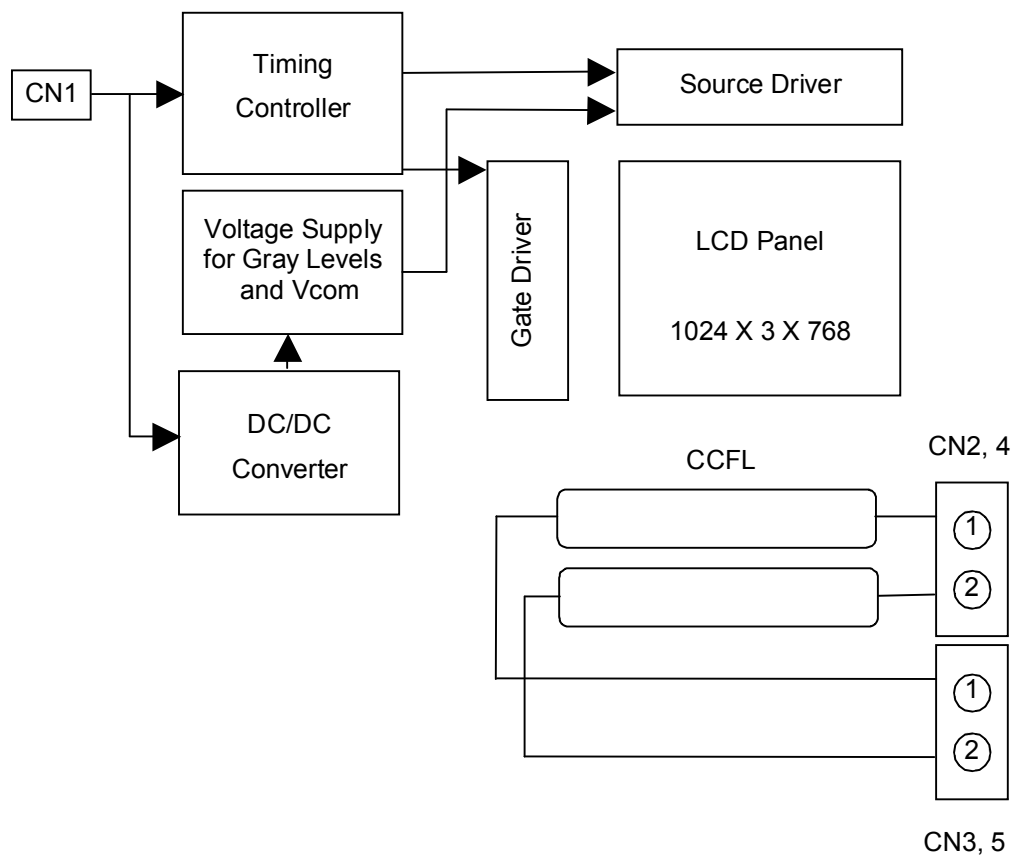 CN1
Timing
Controller
Source Driver
Voltage Supply
for Gray Levels
and Vcom
Gate Driver
LCD Panel
1024 X 3 X 768
DC/DC
Converter
CCFL
CN2, 4
1
2
1
2
CN3, 5